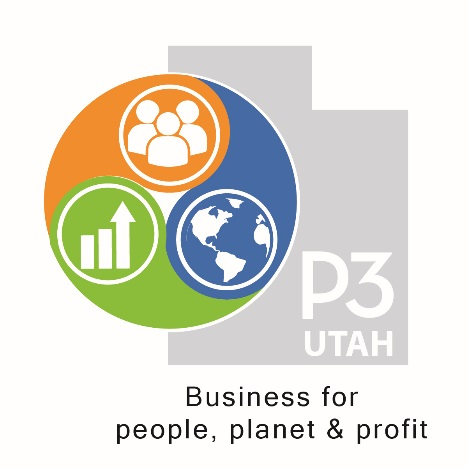 P3
UTAH
Business for
people, planet & profit